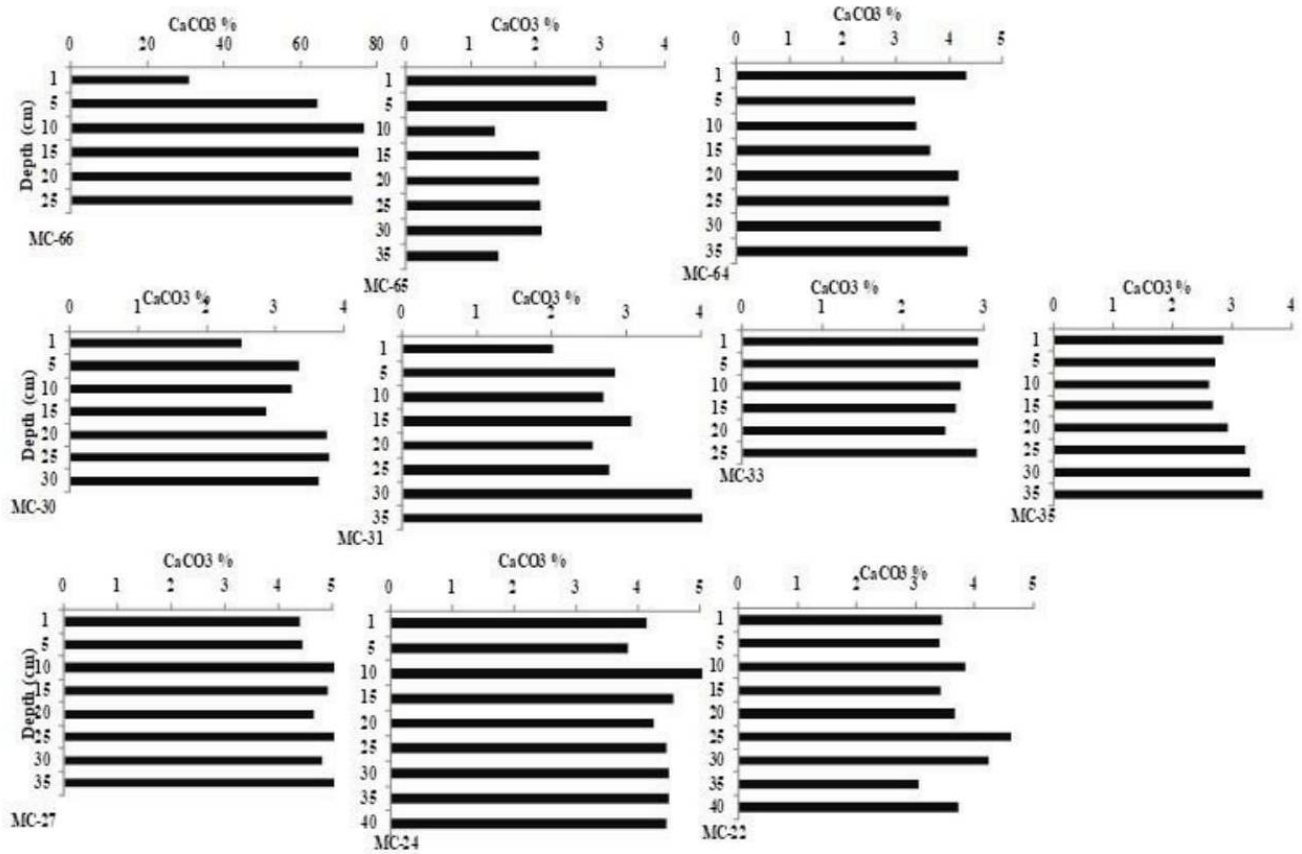 CaCO3 %
0 20 40 60 80
Depth (cm)
1
5
10
15
20
25
MC-66
CaCO3 %
0 1 2 3 4
1
5
10
15
20
25
30
35
MC-65
CaCO3 %
0 1 2 3 4 5
1
5
10
15
20
25
30
35
MC-64
CaCO3 %
0 1 2 3 4
Depth (cm)
1
5
10
15
20
25
30
MC-30
CaCO3 %
0 1 2 3 4
1
5
10
15
20
25
30
35
MC-31
CaCO3 %
0 1 2 3
1
5
10
15
20
25
MC-33
CaCO3 %
0 1 2 3 4
1
5
10
15
20
25
30
35
MC-35
CaCO3 %
0 1 2 3 4 5
Depth (cm)
1
5
10
15
20
25
30
35
MC-27
CaCO3 %
0 1 2 3 4 5
1
5
10
15
20
25
30
35
40
MC-24
CaCO3 %
0 1 2 3 4 5
1
5
10
15
20
25
30
35
40
MC-22